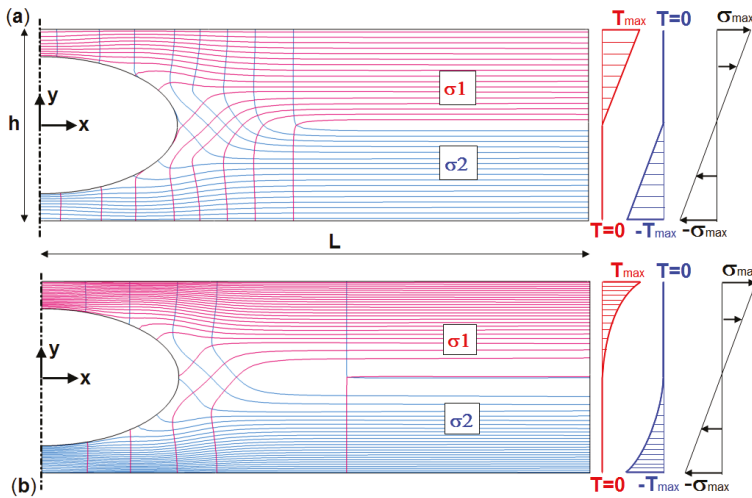 (a)
Tmax T=0 σmax
h
y
x
σ1
σ2
T=0 -Tmax -σmax
L
(b)
Tmax T=0 σmax
y
x
σ1
σ2
T=0 -Tmax -σmax